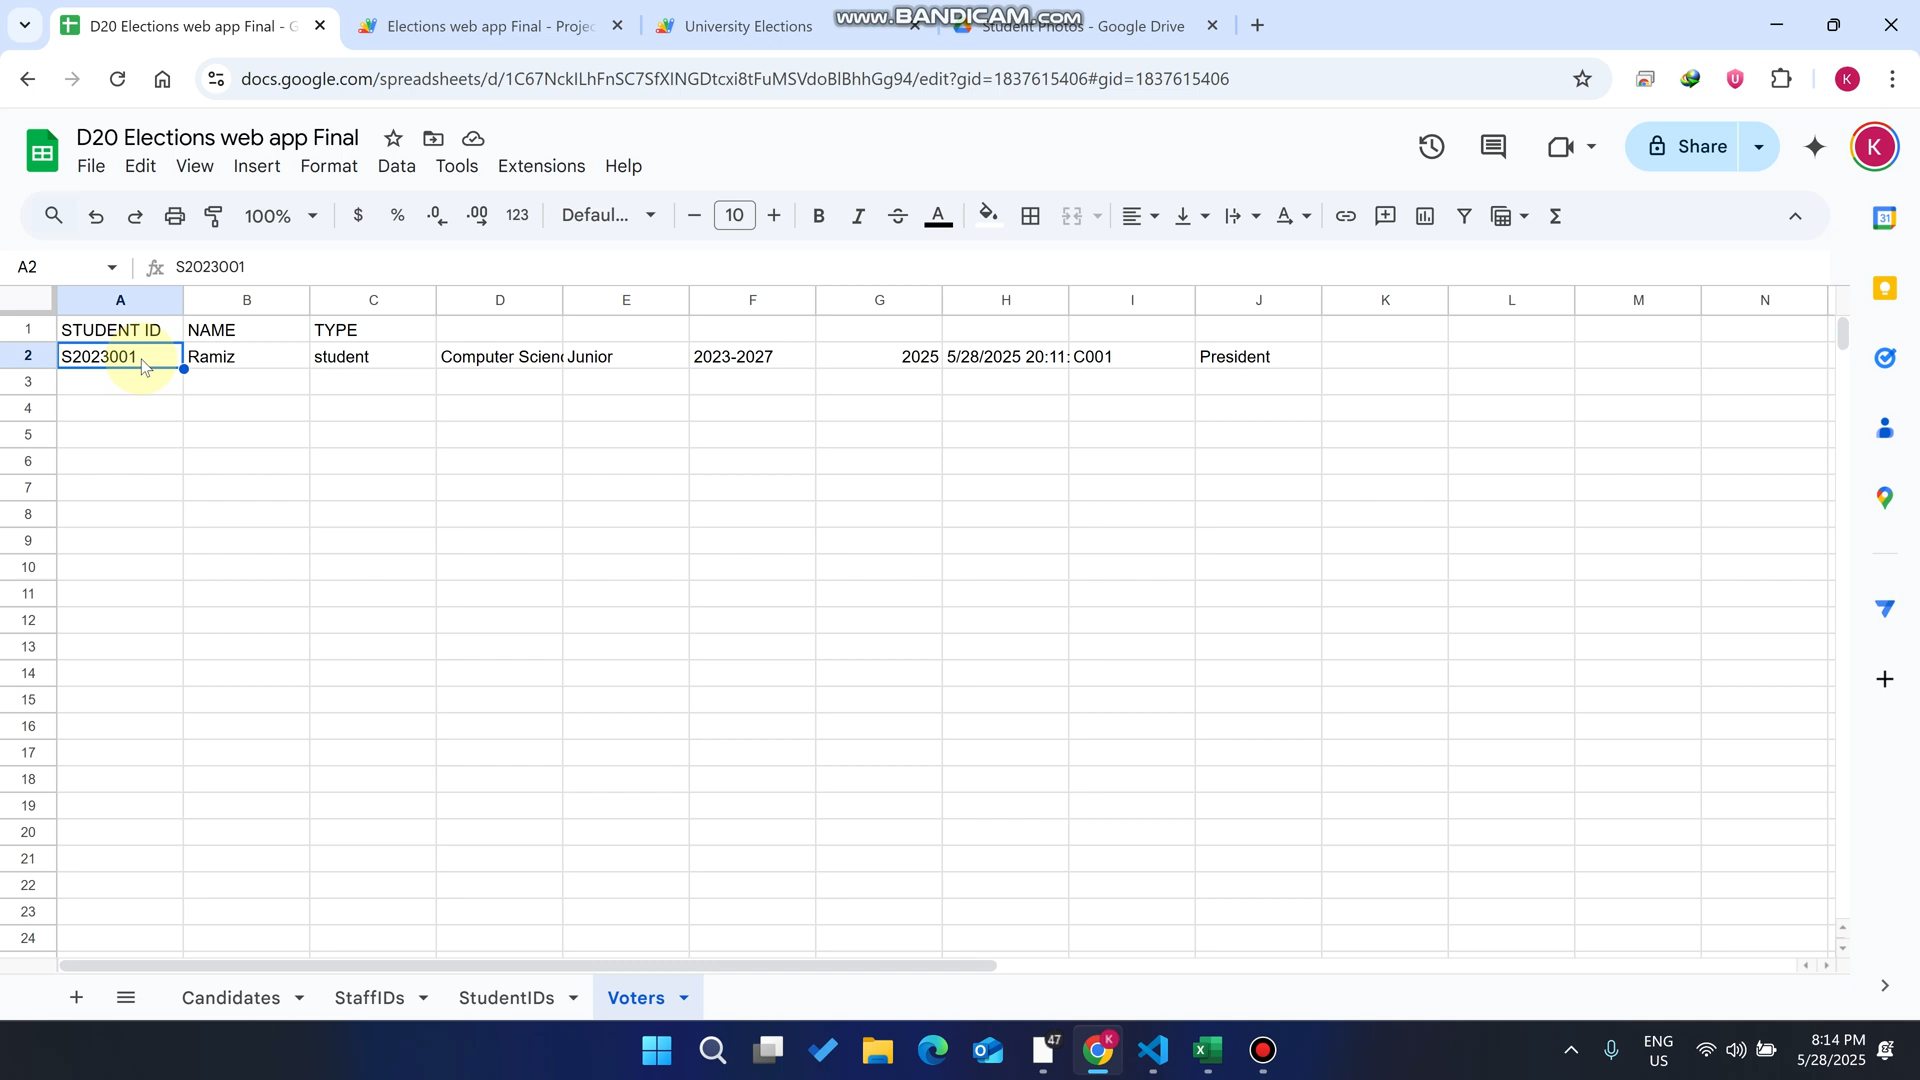 D20 Elections web app Final - G
Elections web app Final - Projec
University Elections
www.BANDICAM.com
Student Photos - Google Drive
docs.google.com/spreadsheets/d/1C67NckILhFnSC7SfXINGDtcxi8tFuMSVdoBlBhhGg94/edit?gid=1837615406#gid=1837615406
K
D20 Elections web app Final
File Edit View Insert Format Data Tools Extensions Help
Share
K
100% $ % .0 .00 123 Defaul... 10 B I A
31
A2 fx S2023001
A B C D E F G H I J K L M N
1 STUDENT ID NAME TYPE
2 S2023001 Ramiz student Computer Scienc Junior 2023-2027 2025 5/28/2025 20:11: C001 President
3
4
5
6
7
8
9
10
11
12
13
14
15
16
17
18
19
20
21
22
23
24
Candidates StaffIDs StudentIDs Voters
47
K
ENG
US
8:14 PM
5/28/2025